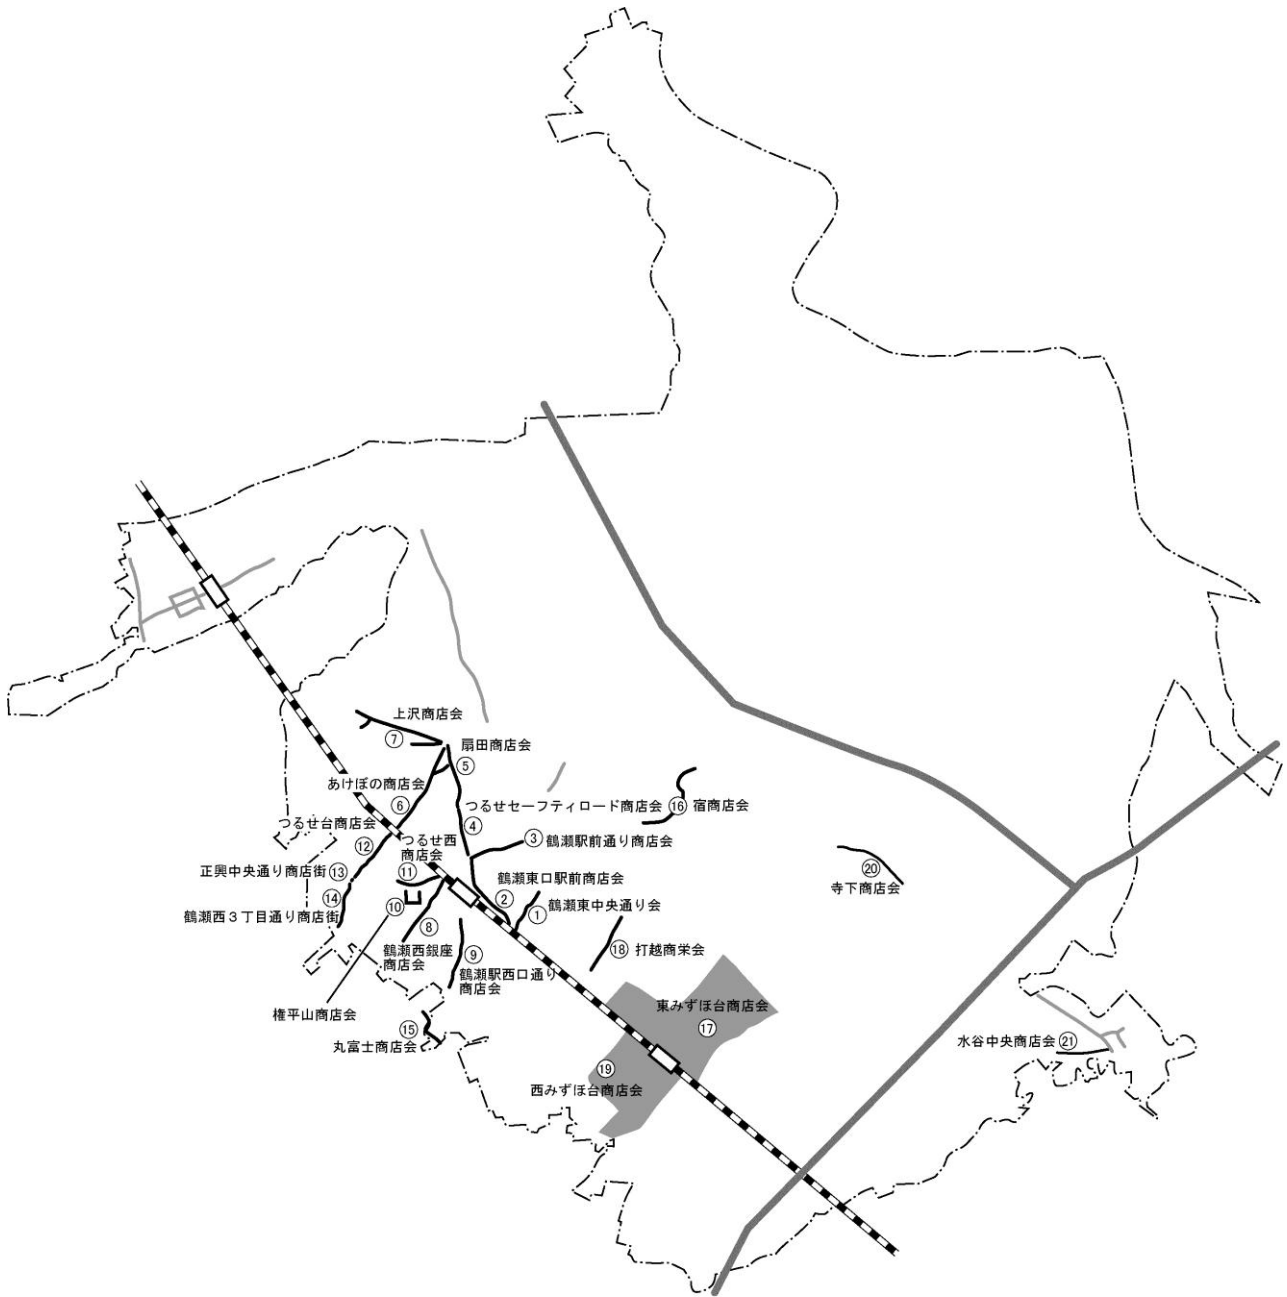 上沢商店会
⑦
扇田商店会
⑤
あけぼの商店会
⑥
つるせセーフティロード商店会
⑯ 宿商店会
④
つるせ台商店会
⑫
つるせ西
商店会
⑪
③ 鶴瀬駅前通り商店会
正興中央通り商店街 ⑬
⑳
寺下商店会
鶴瀬東口駅前商店会
②
⑭
鶴瀬西３丁目通り商店街
⑩
① 鶴瀬東中央通り会
⑧
鶴瀬西銀座
商店会
⑨
鶴瀬駅西口通り
商店会
⑱ 打越商栄会
権平山商店会
東みずほ台商店会
⑰
⑮
丸富士商店会
水谷中央商店会 ㉑
⑲
西みずほ台商店会